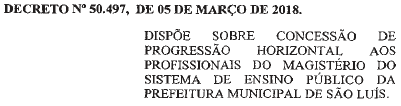 DECRETO Nº 50.497, DE 05 DE MARÇO DE 2018.
DISPÕE SOBRE CONCESSÃO DE
PROGRESSÃO HORIZONTAL AOS
PROFISSIONAIS DO MAGISTÉRIO DO
SISTEMA DE ENSINO PÚBLICO DA
PREFEITURA MUNICIPAL DE SÃO LUÍS.